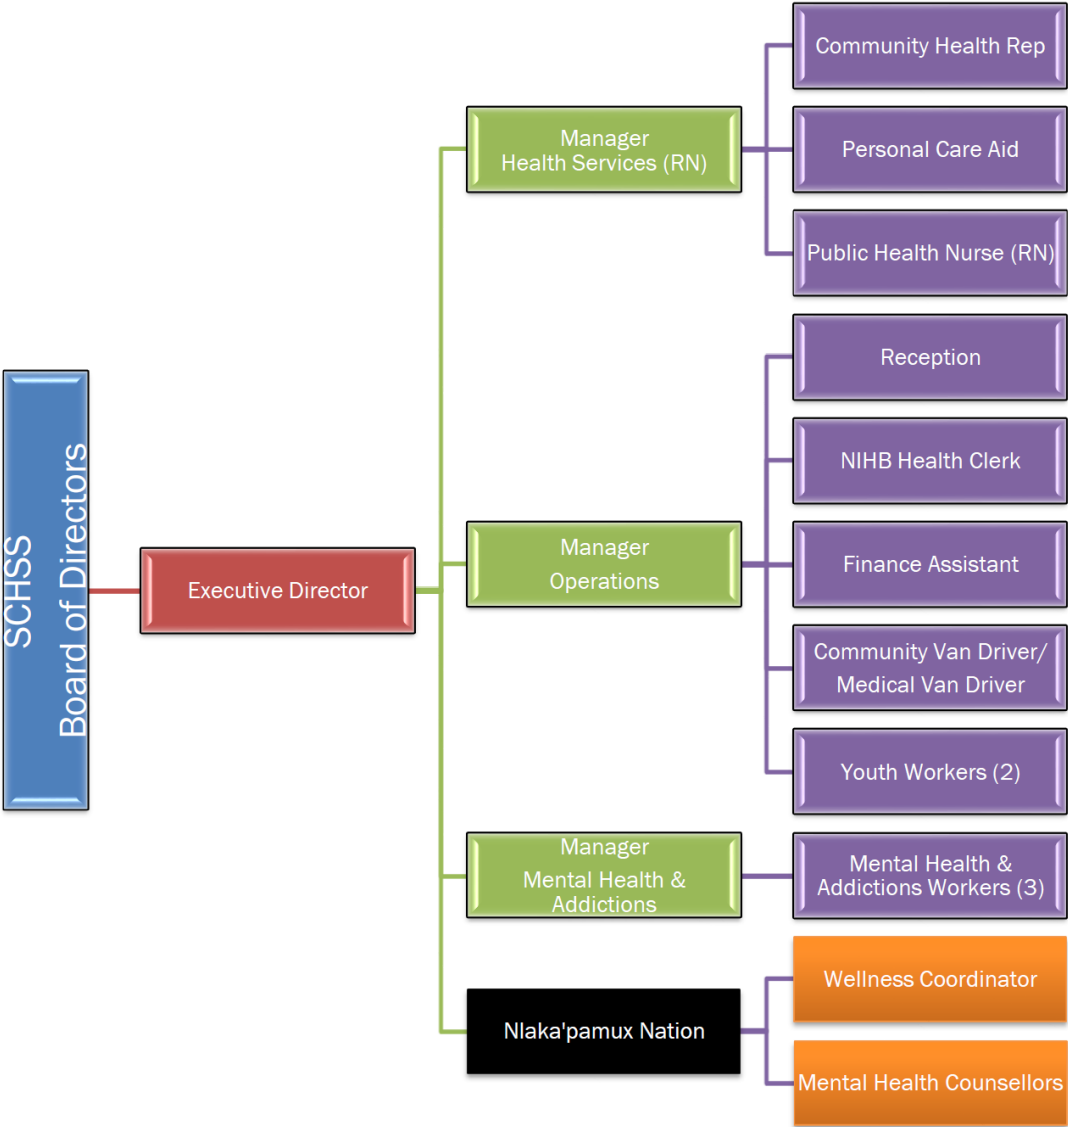 SCHSS
Board of Directors
Executive Director
Manager
Health Services (RN)
Community Health Rep
Personal Care Aid
Public Health Nurse (RN)
Manager
Operations
Reception
NIHB Health Clerk
Finance Assistant
Community Van Driver/
Medical Van Driver
Youth Workers (2)
Manager
Mental Health &
Addictions
Mental Health &
Addictions Workers (3)
Nlaka'pamux Nation
Wellness Coordinator
Mental Health Counsellors